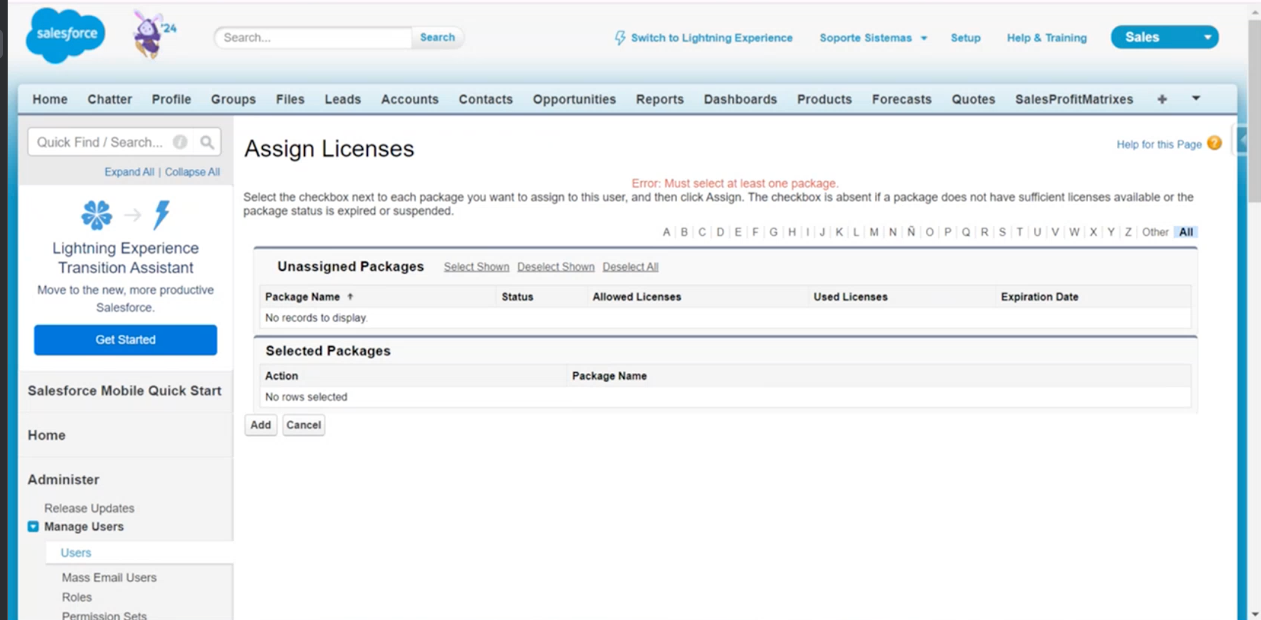 salesforce
'24
Search...
Search
Switch to Lightning Experience
Soporte Sistemas
Setup
Help & Training
Sales
Home Chatter Profile Groups Files Leads Accounts Contacts Opportunities Reports Dashboards Products Forecasts Quotes SalesProfitMatrixes +
Quick Find / Search...
Expand All | Collapse All
Lightning Experience
Transition Assistant
Move to the new, more productive
Salesforce.
Get Started
Salesforce Mobile Quick Start
Home
Administer
Release Updates
Manage Users
Users
Mass Email Users
Roles
Permission Sets
Assign Licenses
Help for this Page ?
Error: Must select at least one package.
Select the checkbox next to each package you want to assign to this user, and then click Assign. The checkbox is absent if a package does not have sufficient licenses available or the
package status is expired or suspended.
A | B | C | D | E | F | G | H | I | J | K | L | M | N | Ñ | O | P | Q | R | S | T | U | V | W | X | Y | Z | Other All
Unassigned Packages Select Shown Deselect Shown Deselect All
Package Name ↑ Status Allowed Licenses Used Licenses Expiration Date
No records to display.
Selected Packages
Action Package Name
No rows selected
Add Cancel